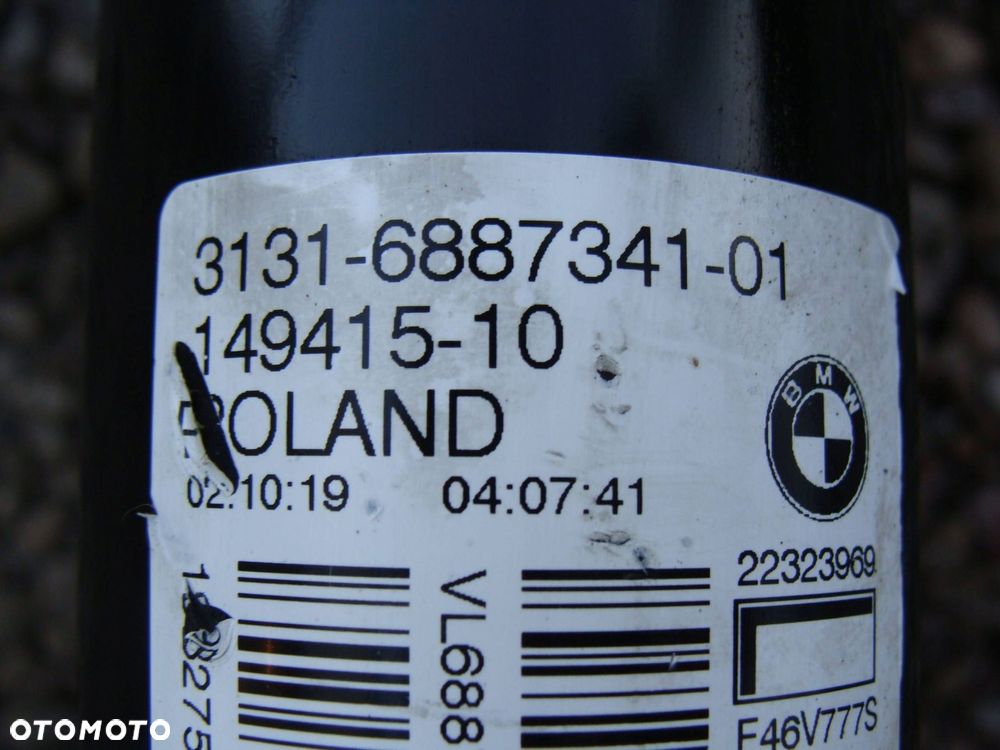 3131-6887341-01
149415-10
POLAND
02:10:19 04:07:41
BMW
22323969
VL688
F46V777S
OTOMOTO